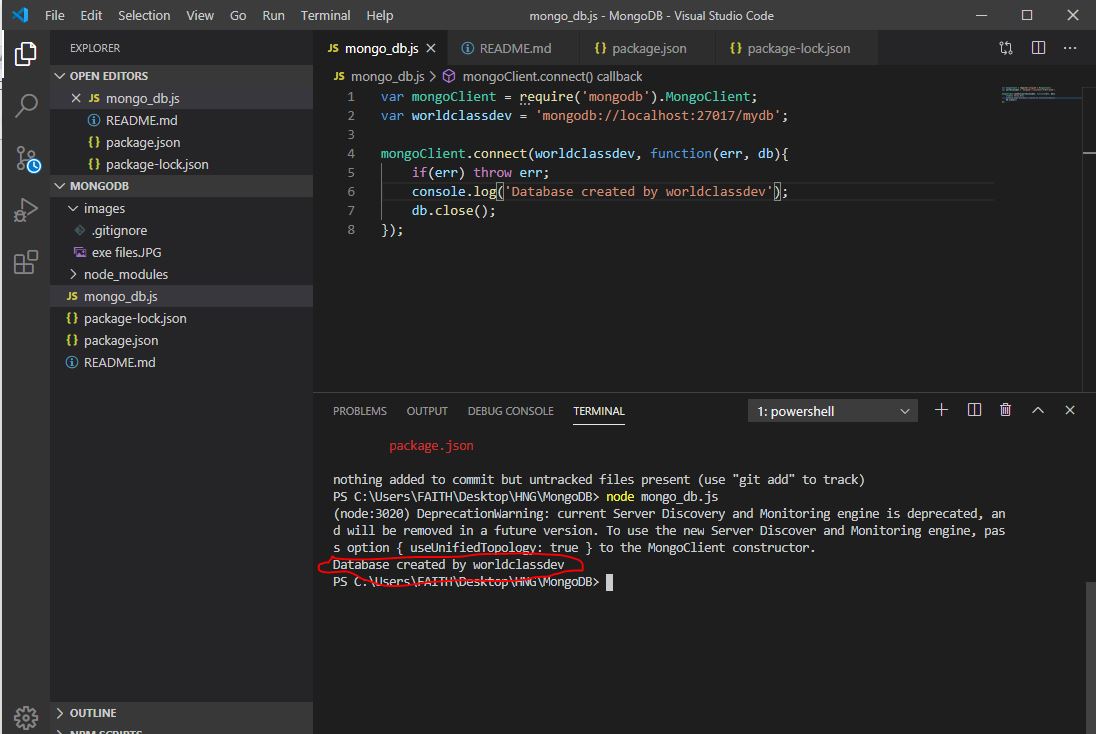 File Edit Selection View Go Run Terminal Help mongo_db.js - MongoDB - Visual Studio Code
EXPLORER
OPEN EDITORS
JS mongo_db.js
README.md
{} package.json
{} package-lock.json
MONGODB
images
.gitignore
exe files.JPG
node_modules
JS mongo_db.js
{} package-lock.json
{} package.json
README.md
OUTLINE
NPM SCRIPTS
JS mongo_db.js README.md {} package.json {} package-lock.json
JS mongo_db.js > mongoClient.connect() callback
1 var mongoClient = require('mongodb').MongoClient;
2 var worldclassdev = 'mongodb://localhost:27017/mydb';
3
4 mongoClient.connect(worldclassdev, function(err, db){
5 if(err) throw err;
6 console.log('Database created by worldclassdev');
7 db.close();
8 });
PROBLEMS OUTPUT DEBUG CONSOLE TERMINAL 1: powershell
package.json
nothing added to commit but untracked files present (use "git add" to track)
PS C:\Users\FAITH\Desktop\HNG\MongoDB> node mongo_db.js
(node:3020) DeprecationWarning: current Server Discovery and Monitoring engine is deprecated, an
d will be removed in a future version. To use the new Server Discover and Monitoring engine, pas
s option { useUnifiedTopology: true } to the MongoClient constructor.
Database created by worldclassdev
PS C:\Users\FAITH\Desktop\HNG\MongoDB>